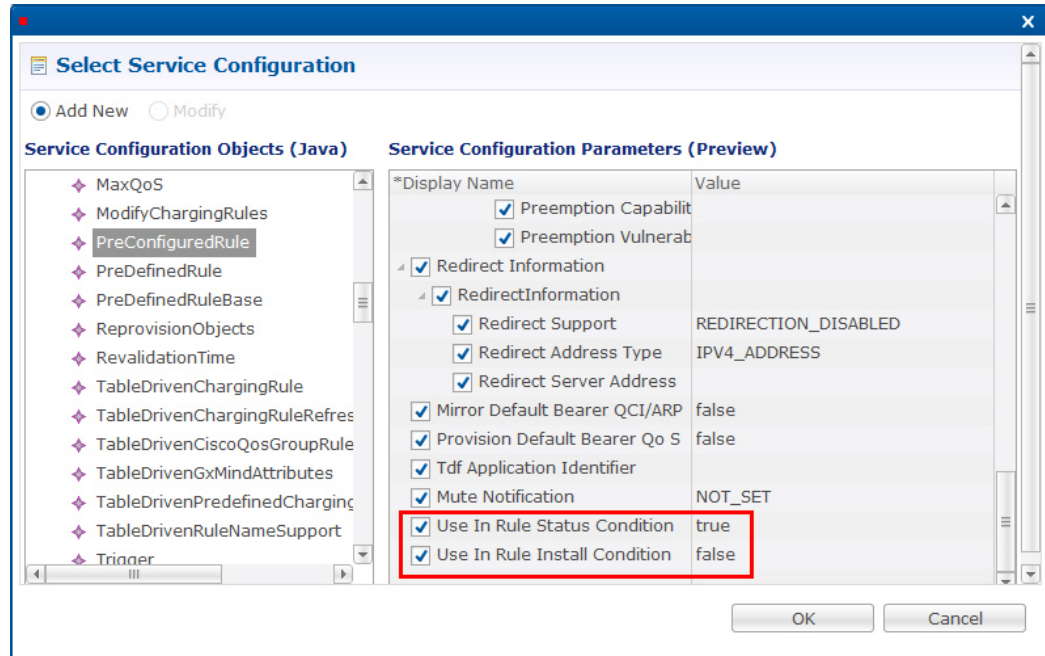 Select Service Configuration
Add New Modify
Service Configuration Objects (Java)
MaxQoS
ModifyChargingRules
PreConfiguredRule
PreDefinedRule
PreDefinedRuleBase
ReprovisionObjects
RevalidationTime
TableDrivenChargingRule
TableDrivenChargingRuleRefres
TableDrivenCiscoQosGroupRule
TableDrivenGxMindAttributes
TableDrivenPredefinedCharging
TableDrivenRuleNameSupport
Trigger
Service Configuration Parameters (Preview)
*Display Name Value
Preemption Capabilit
Preemption Vulnerab
Redirect Information
RedirectInformation
Redirect Support REDIRECTION_DISABLED
Redirect Address Type IPV4_ADDRESS
Redirect Server Address
Mirror Default Bearer QCI/ARP false
Provision Default Bearer Qo S false
Tdf Application Identifier
Mute Notification NOT_SET
Use In Rule Status Condition true
Use In Rule Install Condition false
OK Cancel